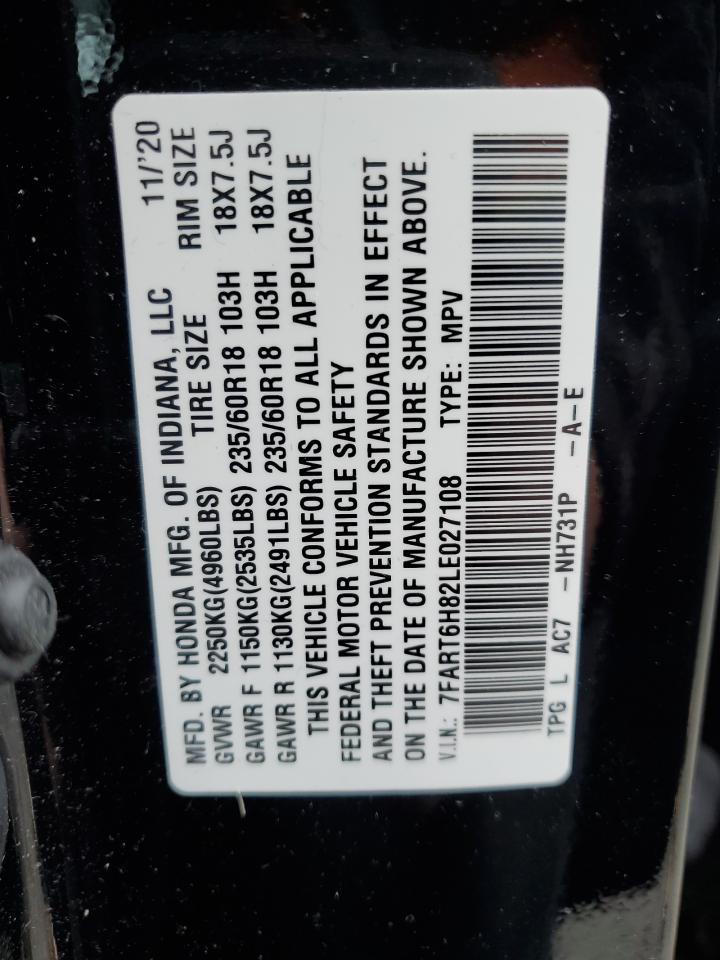 MFD. BY HONDA MFG. OF INDIANA, LLC 11/'20
GVWR 2250KG(4960LBS) TIRE SIZE RIM SIZE
GAWR F 1150KG(2535LBS) 235/60R18 103H 18X7.5J
GAWR R 1130KG(2491LBS) 235/60R18 103H 18X7.5J
THIS VEHICLE CONFORMS TO ALL APPLICABLE
FEDERAL MOTOR VEHICLE SAFETY
AND THEFT PREVENTION STANDARDS IN EFFECT
ON THE DATE OF MANUFACTURE SHOWN ABOVE.
V.I.N.: 7FART6H82LE027108 TYPE: MPV
TPG L AC7 -NH731P -A-E